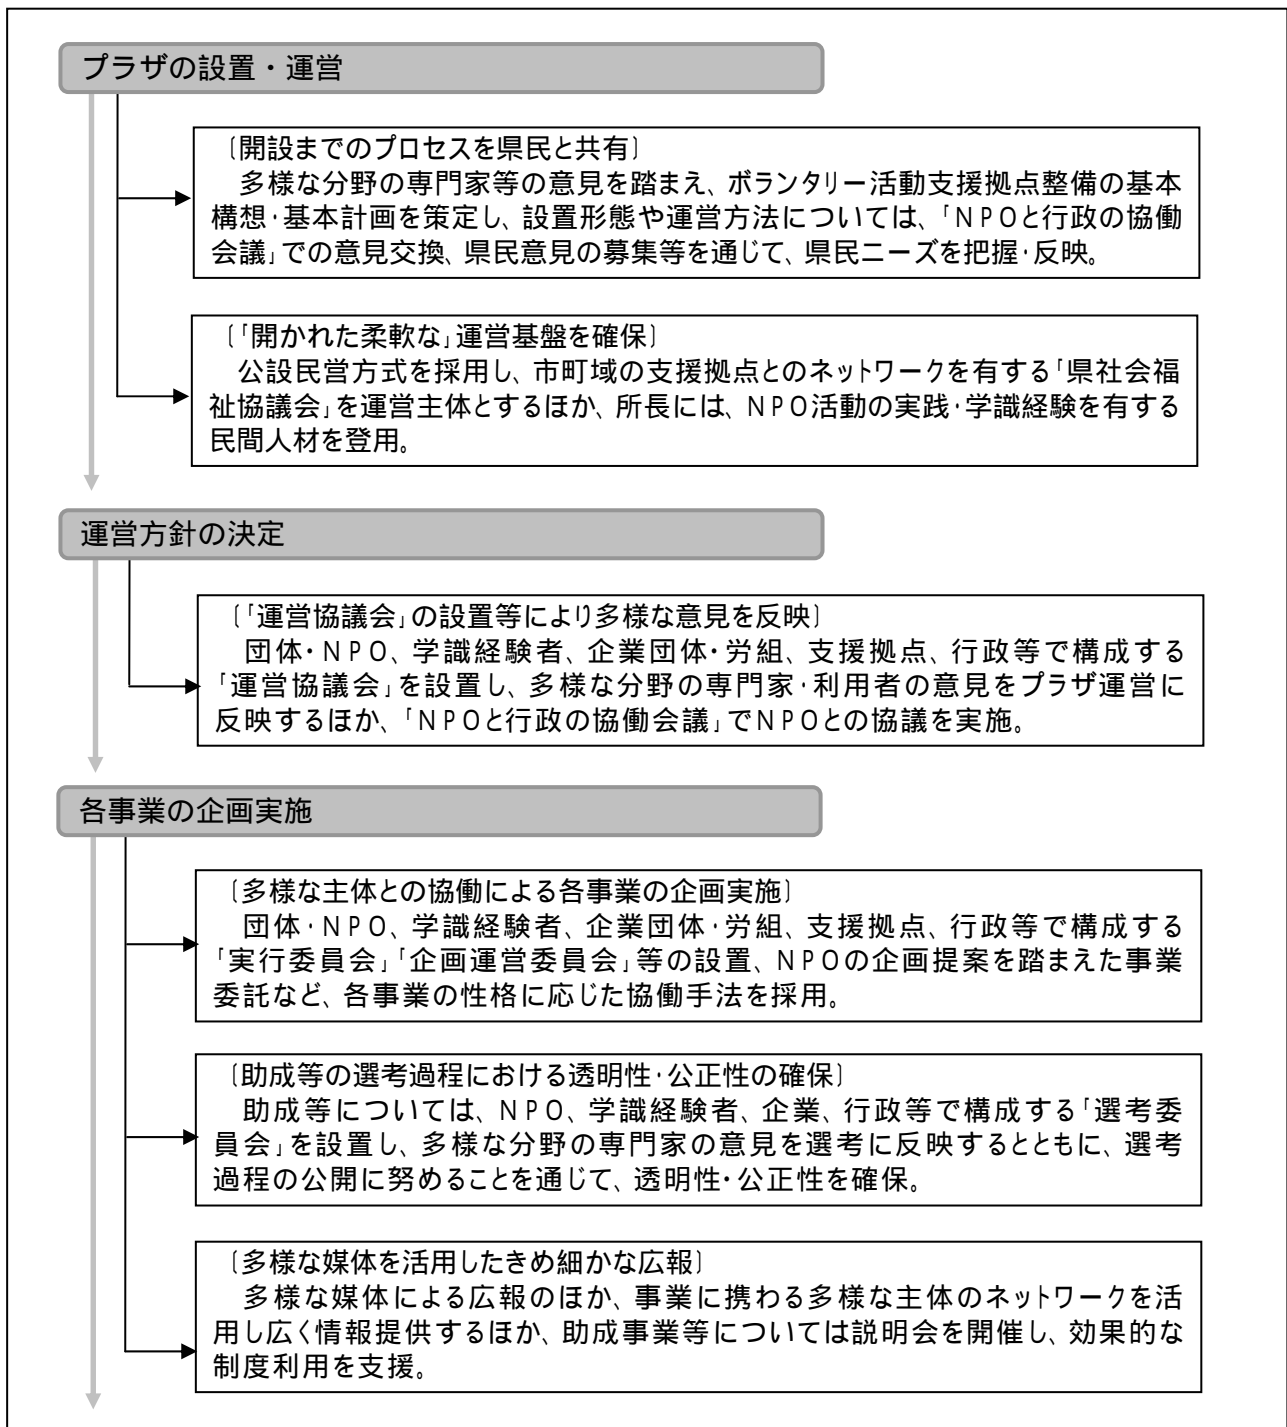 プラザの設置・運営
〔開設までのプロセスを県民と共有〕
多様な分野の専門家等の意見を踏まえ、ボランタリー活動支援拠点整備の基本
構想・基本計画を策定し、設置形態や運営方法については、「NPOと行政の協働
会議」での意見交換、県民意見の募集等を通じて、県民ニーズを把握・反映。
〔「開かれた柔軟な」運営基盤を確保〕
公設民営方式を採用し、市町域の支援拠点とのネットワークを有する「県社会福
祉協議会」を運営主体とするほか、所長には、NPO活動の実践・学識経験を有する
民間人材を登用。
運営方針の決定
〔「運営協議会」の設置等により多様な意見を反映〕
団体・NPO、学識経験者、企業団体・労組、支援拠点、行政等で構成する
「運営協議会」を設置し、多様な分野の専門家・利用者の意見をプラザ運営に
反映するほか、「NPOと行政の協働会議」でNPOとの協議を実施。
各事業の企画実施
〔多様な主体との協働による各事業の企画実施〕
団体・NPO、学識経験者、企業団体・労組、支援拠点、行政等で構成する
「実行委員会」「企画運営委員会」等の設置、NPOの企画提案を踏まえた事業
委託など、各事業の性格に応じた協働手法を採用。
〔助成等の選考過程における透明性・公正性の確保〕
助成等については、NPO、学識経験者、企業、行政等で構成する「選考委
員会」を設置し、多様な分野の専門家の意見を選考に反映するとともに、選考
過程の公開に努めることを通じて、透明性・公正性を確保。
〔多様な媒体を活用したきめ細かな広報〕
多様な媒体による広報のほか、事業に携わる多様な主体のネットワークを活
用し広く情報提供するほか、助成事業等については説明会を開催し、効果的な
制度利用を支援。